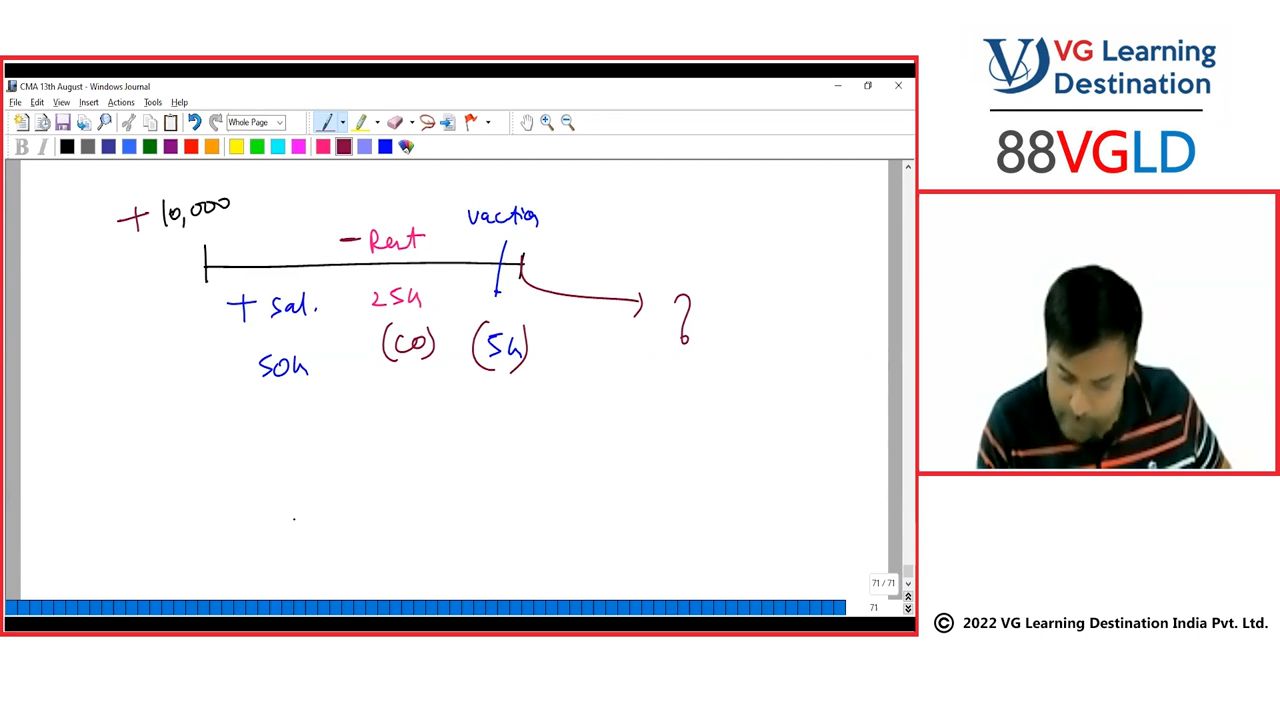 CMA 13th August - Windows Journal
File Edit View Insert Actions Tools Help
Whole Page
B I
+ 10,000
vaction
- Rent
+ sal.
25k
(CO)
(5k)
50k
?
71 / 71
71
VG Learning
Destination
88VGLD
© 2022 VG Learning Destination India Pvt. Ltd.